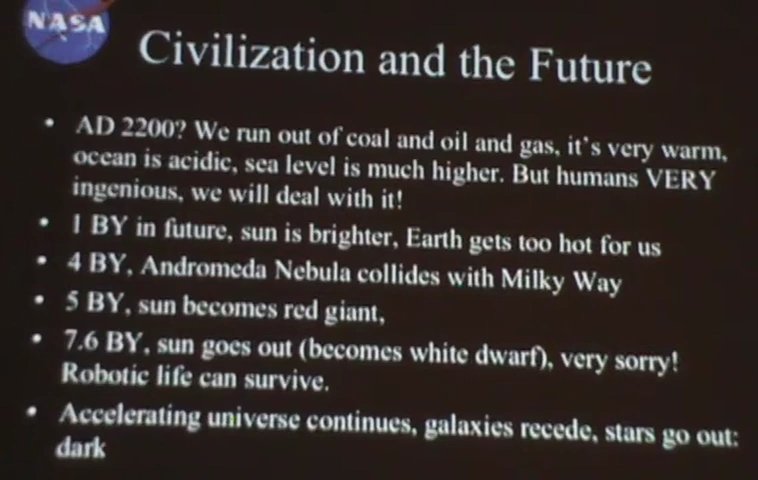 NASA
Civilization and the Future
• AD 2200? We run out of coal and oil and gas, it's very warm,
ocean is acidic, sea level is much higher. But humans VERY
ingenious, we will deal with it!
• 1 BY in future, sun is brighter, Earth gets too hot for us
• 4 BY, Andromeda Nebula collides with Milky Way
• 5 BY, sun becomes red giant,
• 7.6 BY, sun goes out (becomes white dwarf), very sorry!
Robotic life can survive.
• Accelerating universe continues, galaxies recede, stars go out:
dark